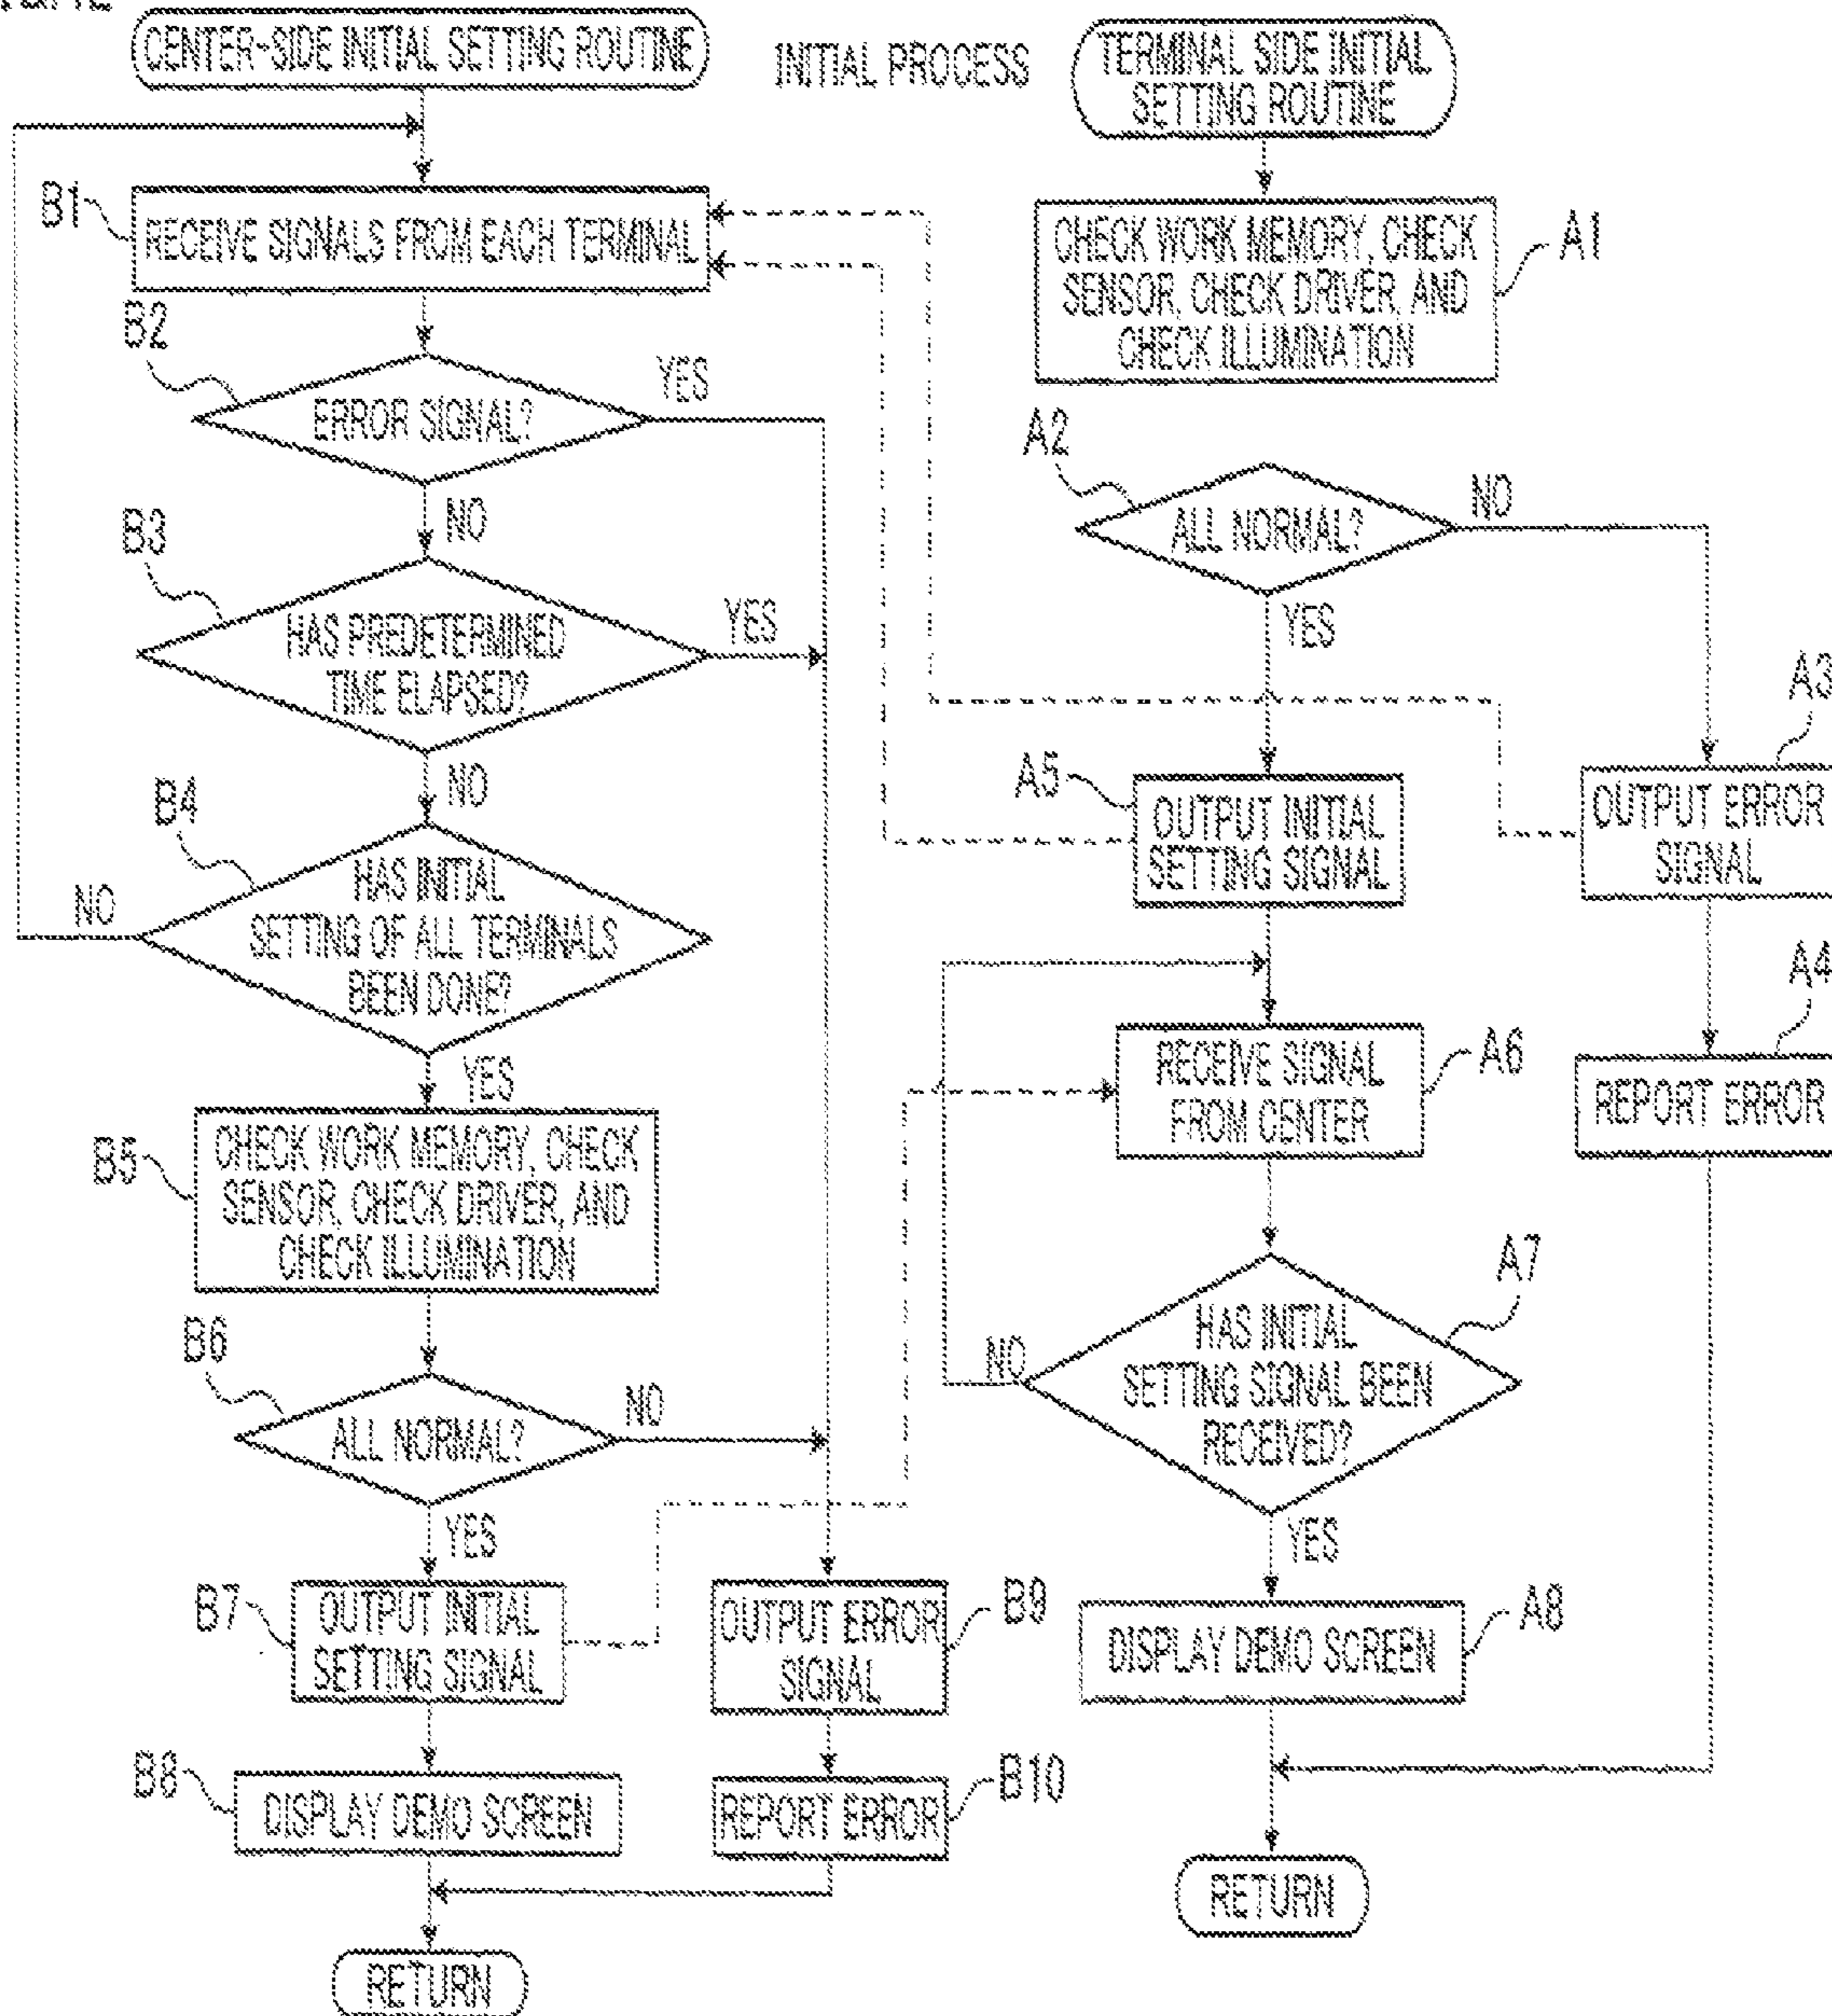 CENTER-SIDE INITIAL SETTING ROUTINE
B1
RECEIVE SIGNALS FROM EACH TERMINAL
B2
ERROR SIGNAL?
YES
NO
B3
HAS PREDETERMINED
TIME ELAPSED?
YES
NO
B4
HAS INITIAL
SETTING OF ALL TERMINALS
BEEN DONE?
NO
YES
B5
CHECK WORK MEMORY, CHECK
SENSOR, CHECK DRIVER, AND
CHECK ILLUMINATION
B6
ALL NORMAL?
NO
YES
B7
OUTPUT INITIAL
SETTING SIGNAL
B8
DISPLAY DEMO SCREEN
RETURN
OUTPUT ERROR
SIGNAL
B9
REPORT ERROR
B10
INITIAL PROCESS
TERMINAL SIDE INITIAL
SETTING ROUTINE
CHECK WORK MEMORY, CHECK
SENSOR, CHECK DRIVER, AND
CHECK ILLUMINATION
A1
A2
ALL NORMAL?
NO
YES
A3
OUTPUT ERROR
SIGNAL
A4
REPORT ERROR
A5
OUTPUT INITIAL
SETTING SIGNAL
RECEIVE SIGNAL
FROM CENTER
A6
A7
HAS INITIAL
SETTING SIGNAL BEEN
RECEIVED?
NO
YES
DISPLAY DEMO SCREEN
A8
RETURN